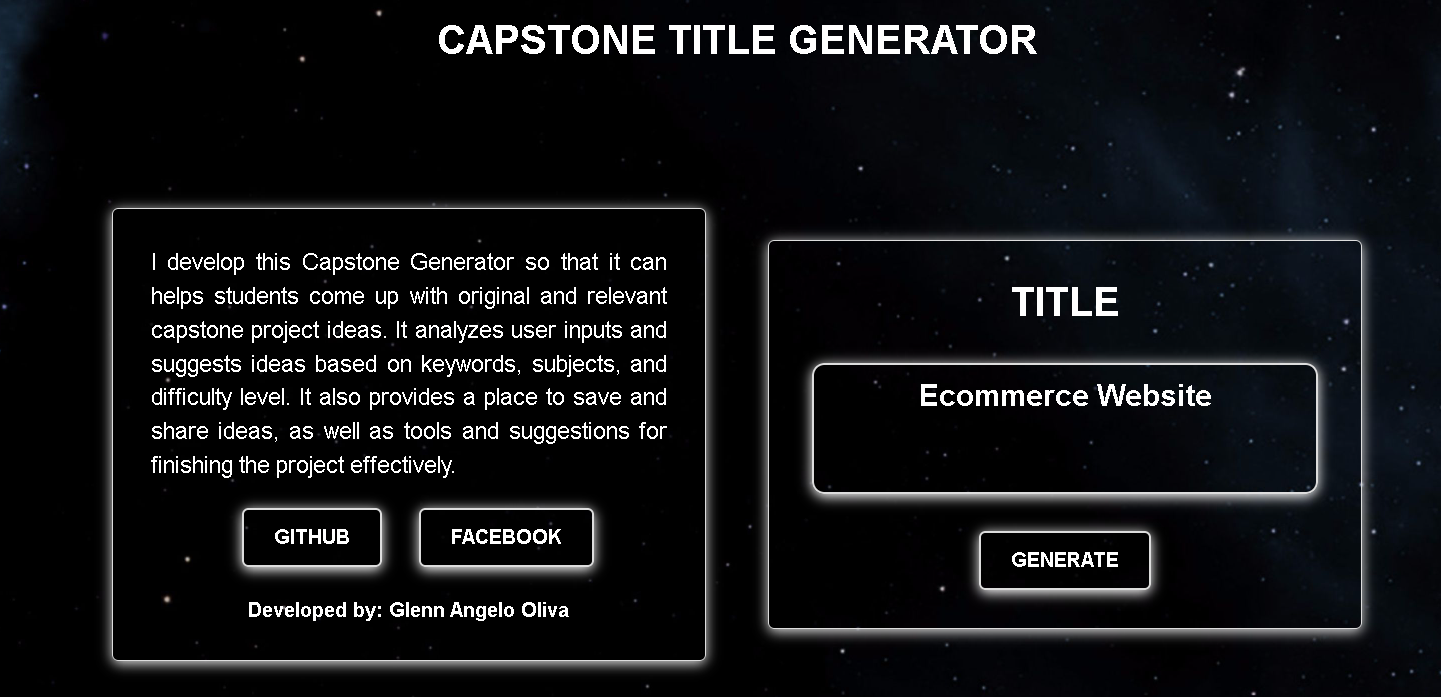 CAPSTONE TITLE GENERATOR
I develop this Capstone Generator so that it can
helps students come up with original and relevant
capstone project ideas. It analyzes user inputs and
suggests ideas based on keywords, subjects, and
difficulty level. It also provides a place to save and
share ideas, as well as tools and suggestions for
finishing the project effectively.
GITHUB FACEBOOK
Developed by: Glenn Angelo Oliva
TITLE
Ecommerce Website
GENERATE